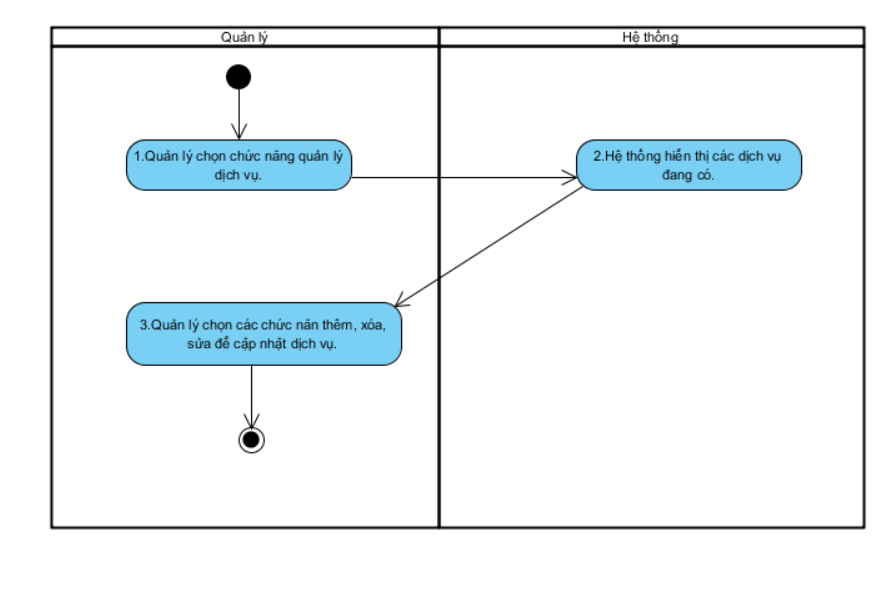 Quản lý
Hệ thống
1.Quản lý chọn chức năng quản lý
dịch vụ.
2.Hệ thống hiển thị các dịch vụ
đang có.
3.Quản lý chọn các chức năn thêm, xóa,
sửa để cập nhật dịch vụ.